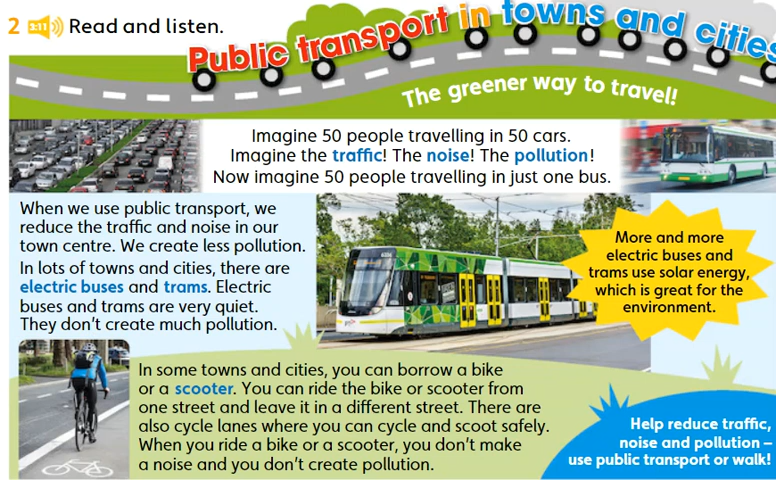 2 2:11 Read and listen.
Public transport in towns and cities
The greener way to travel!
Imagine 50 people travelling in 50 cars.
Imagine the traffic! The noise! The pollution!
Now imagine 50 people travelling in just one bus.
When we use public transport, we
reduce the traffic and noise in our
town centre. We create less pollution.
In lots of towns and cities, there are
electric buses and trams. Electric
buses and trams are very quiet.
They don't create much pollution.
More and more
electric buses and
trams use solar energy,
which is great for the
environment.
In some towns and cities, you can borrow a bike
or a scooter. You can ride the bike or scooter from
one street and leave it in a different street. There are
also cycle lanes where you can cycle and scoot safely.
When you ride a bike or a scooter, you don't make
a noise and you don't create pollution.
Help reduce traffic,
noise and pollution –
use public transport or walk!